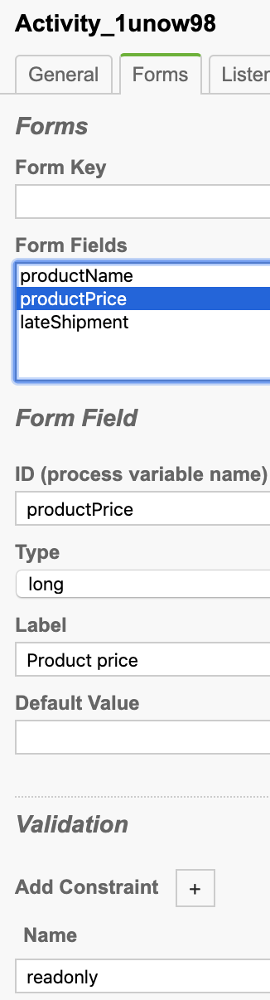 Activity_1unow98
General
Forms
Forms
Form Key
Form Fields
productName
productPrice
lateShipment
Form Field
ID (process variable name)
productPrice
Type
long
Label
Product price
Default Value
Validation
Add Constraint +
Name
readonly